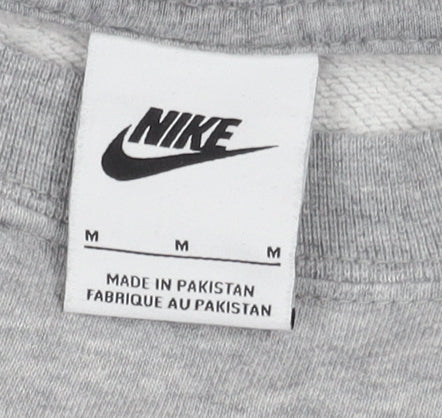 NIKE
M M M
MADE IN PAKISTAN
FABRIQUE AU PAKISTAN